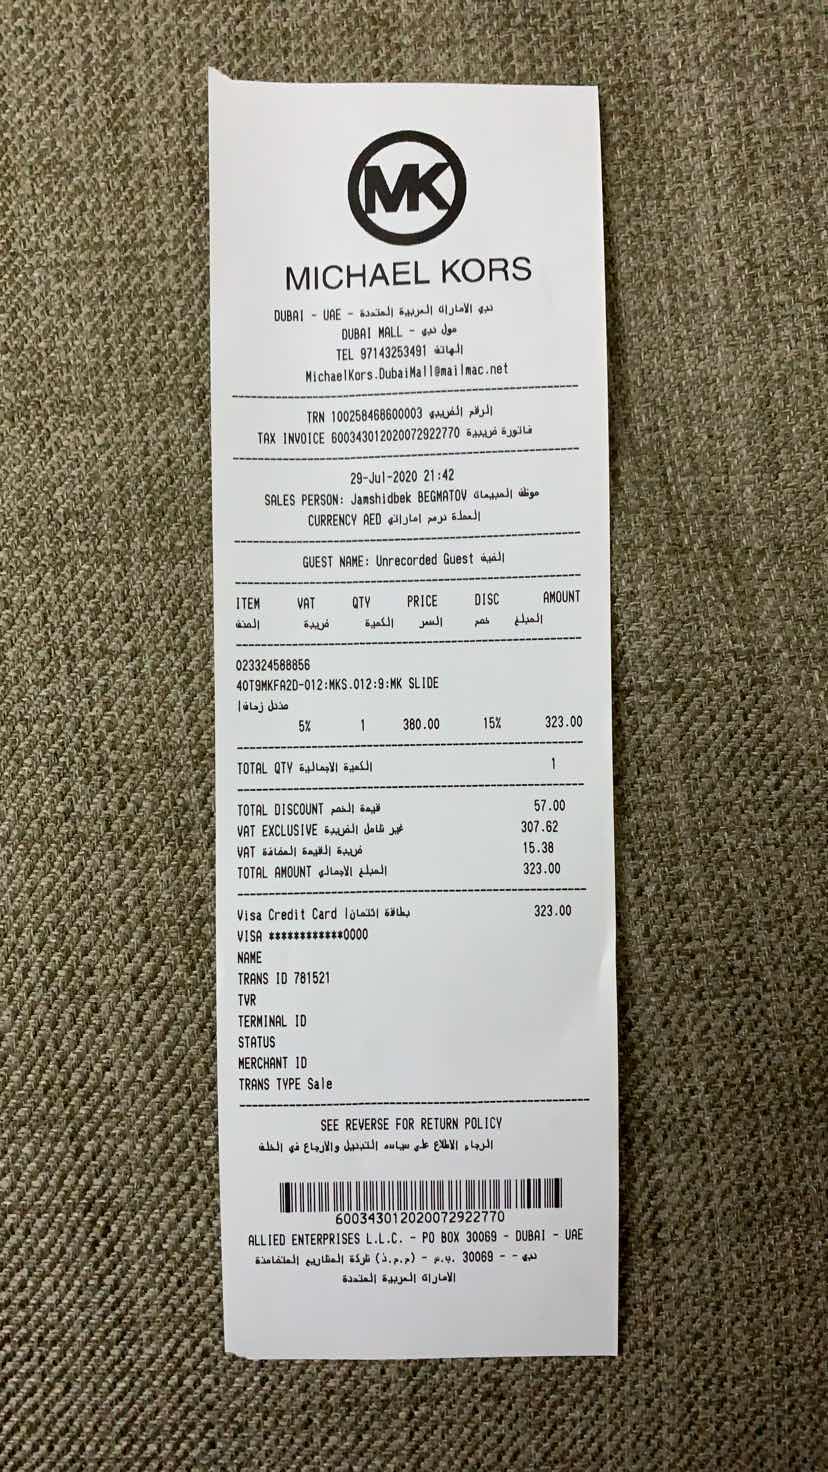 MK
MICHAEL KORS
DUBAI - UAE - دبي الامارات العربية المتحدة
DUBAI MALL - مول دبي
TEL 97143253491 الهاتف
MichaelKors.DubaiMall@mailmac.net
TRN 100258468600003 الرقم الضريبي
TAX INVOICE 600343012020072922770 فاتورة ضريبية
29-Jul-2020 21:42
SALES PERSON: Jamshidbek BEGMATOV موظف المبيعات
CURRENCY AED العملة درهم اماراتي
GUEST NAME: Unrecorded Guest الضيف
ITEM VAT QTY PRICE DISC AMOUNT
الصنف ضريبة الكمية السعر خصم المبلغ
023324588856
40T9MKFA2D-012:MKS.012:9:MK SLIDE
5% 1 380.00 15% 323.00
TOTAL QTY الكمية الاجمالية 1
TOTAL DISCOUNT قيمة الخصم 57.00
VAT EXCLUSIVE غير شامل الضريبة 307.62
VAT ضريبة القيمة المضافة 15.38
TOTAL AMOUNT المبلغ الاجمالي 323.00
Visa Credit Card بطاقة إئتمان 323.00
VISA ************0000
NAME
TRANS ID 781521
TVR
TERMINAL ID
STATUS
MERCHANT ID
TRANS TYPE Sale
SEE REVERSE FOR RETURN POLICY
الرجاء الاطلاع على سياسة التبديل والارجاع في الخلف
600343012020072922770
ALLIED ENTERPRISES L.L.C. - PO BOX 30069 - DUBAI - UAE
شركة المشاريع المتضامنة (ذ.م.م) - ص.ب. 30069 - - دبي
الامارات العربية المتحدة